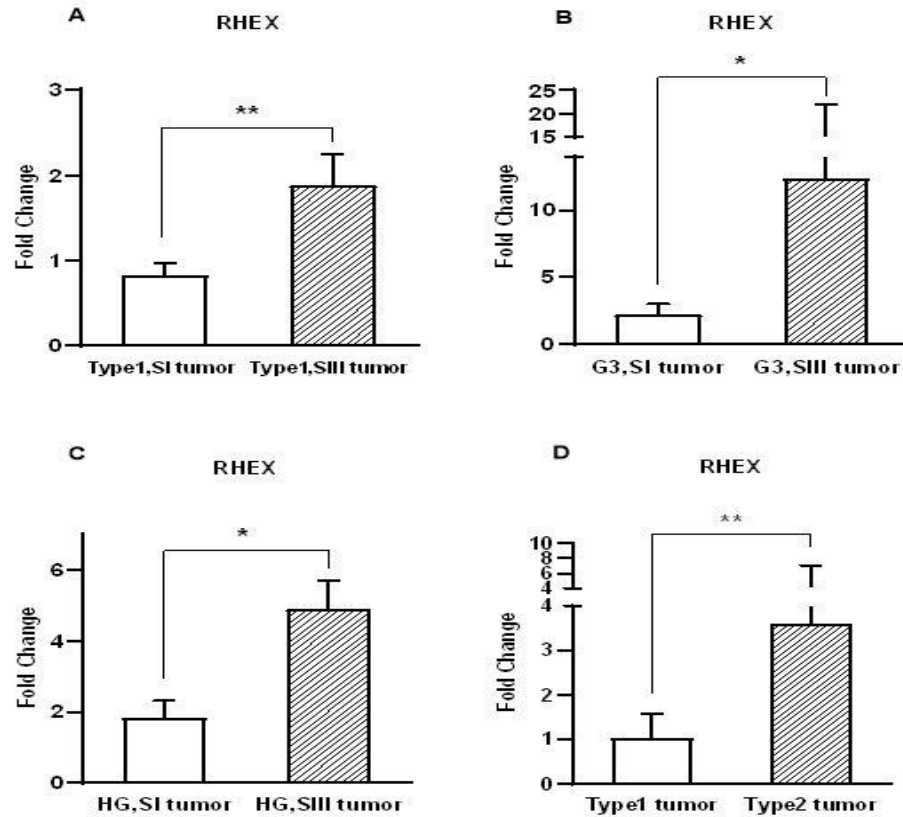 A
RHEX
Fold Change
3
2
1
0
**
Type1,SI tumor
Type1,SIII tumor
B
RHEX
Fold Change
25
20
15
10
5
0
*
G3,SI tumor
G3,SIII tumor
C
RHEX
Fold Change
6
4
2
0
*
HG,SI tumor
HG,SIII tumor
D
RHEX
Fold Change
10
8
6
4
4
3
2
1
0
**
Type1 tumor
Type2 tumor